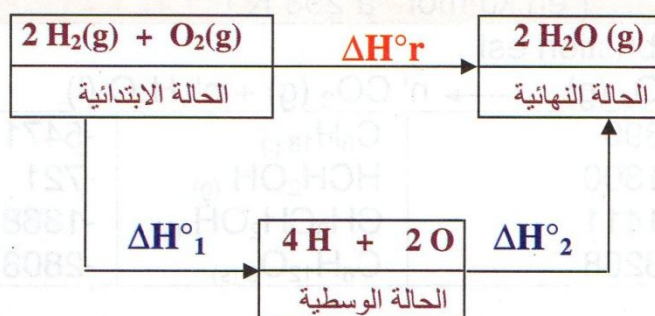 2 H₂(g) + O₂(g)
الحالة الابتدائية
ΔH°r
2 H₂O (g)
الحالة النهائية
ΔH°₁
4 H + 2 O
الحالة الوسطية
ΔH°₂